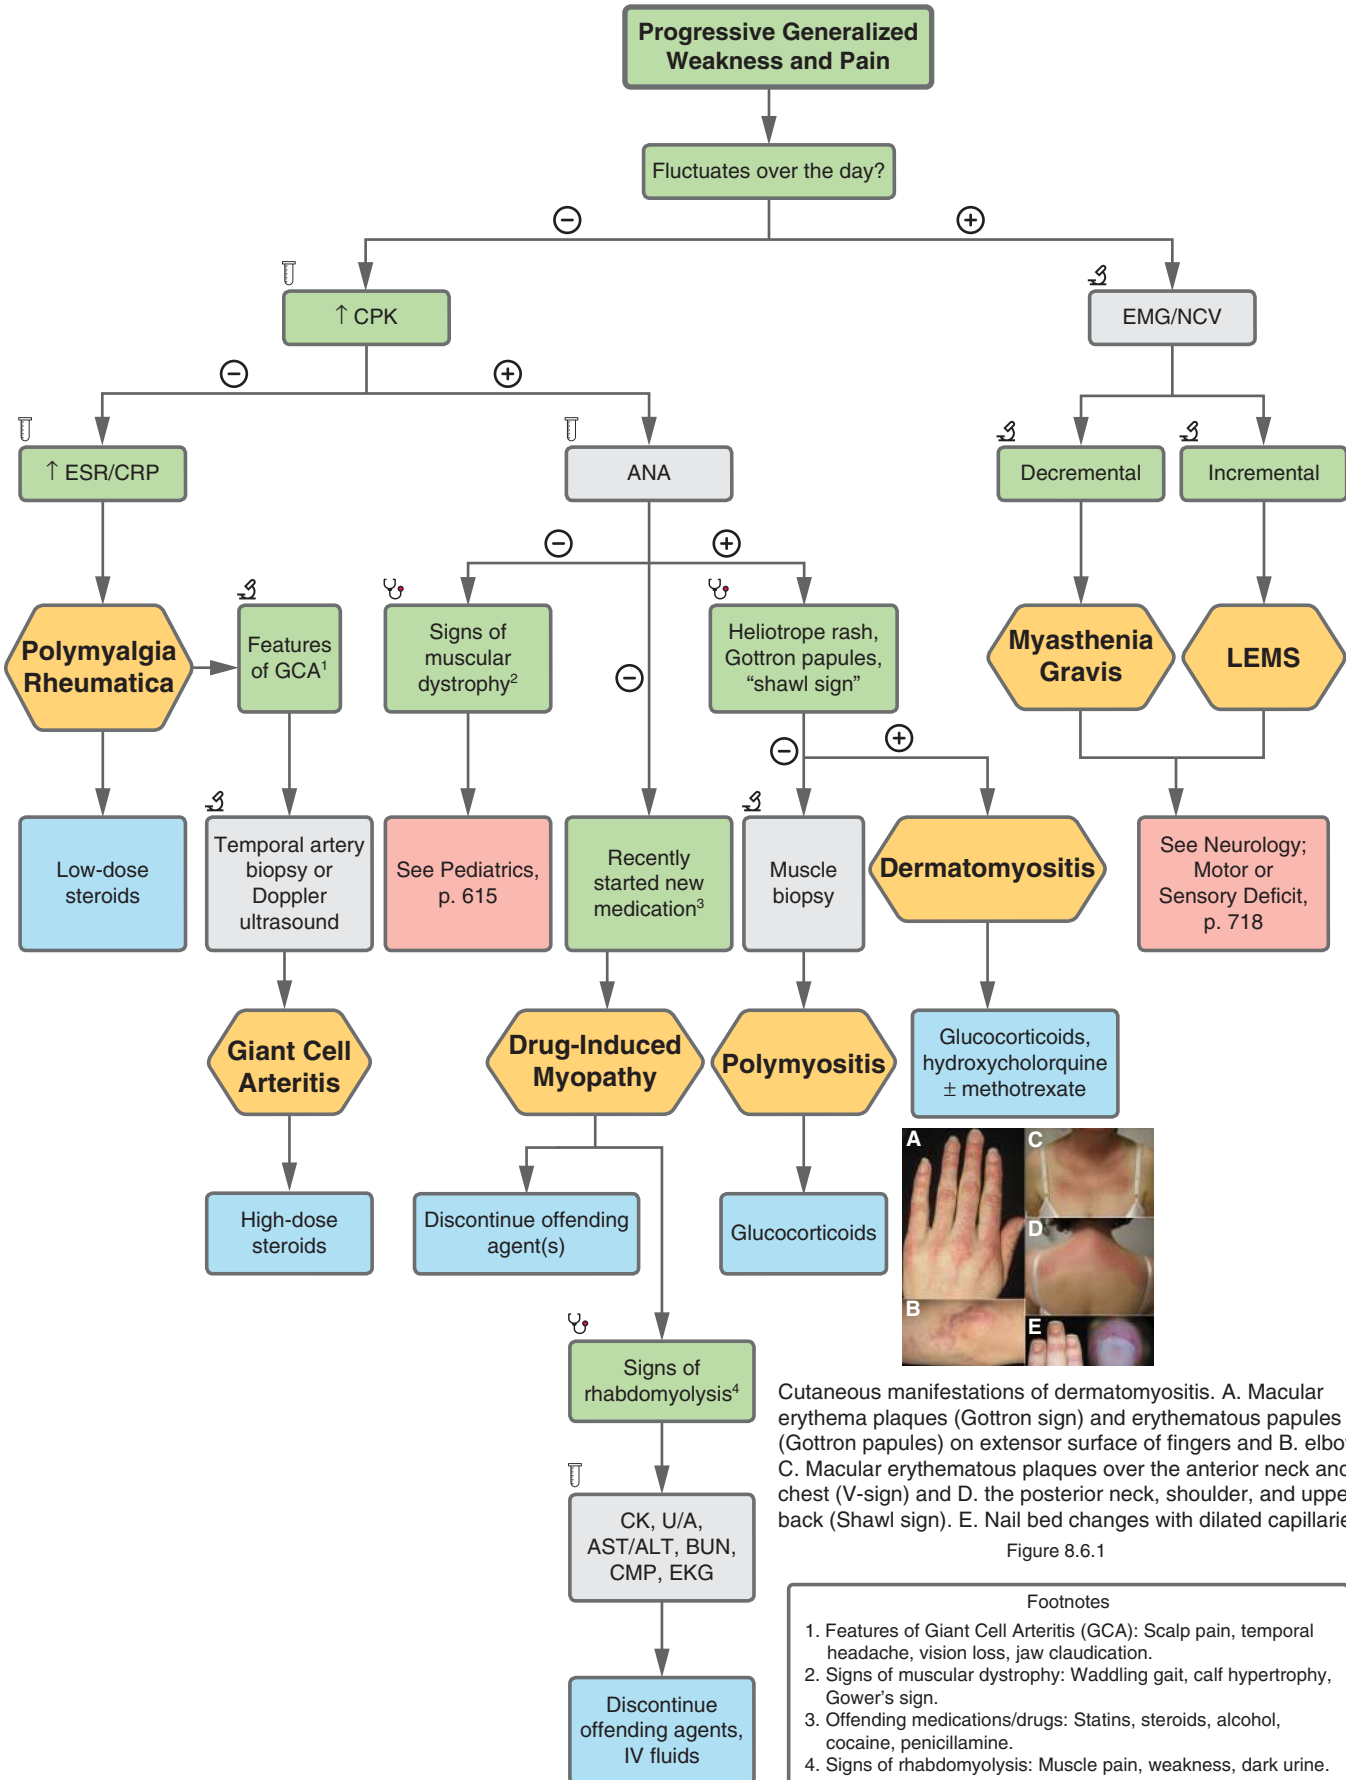 Progressive Generalized
Weakness and Pain
Fluctuates over the day?
−
+
↑ CPK
EMG/NCV
−
+
↑ ESR/CRP
ANA
Decremental
Incremental
−
+
Polymyalgia
Rheumatica
Features
of GCA1
Signs of
muscular
dystrophy2
−
Heliotrope rash,
Gottron papules,
“shawl sign”
Myasthenia
Gravis
LEMS
−
+
Low-dose
steroids
Temporal artery
biopsy or
Doppler
ultrasound
See Pediatrics,
p. 615
Recently
started new
medication3
Muscle
biopsy
Dermatomyositis
See Neurology;
Motor or
Sensory Deficit,
p. 718
Giant Cell
Arteritis
Drug-Induced
Myopathy
Polymyositis
Glucocorticoids,
hydroxycholorquine
± methotrexate
High-dose
steroids
Discontinue offending
agent(s)
Glucocorticoids
A
C
D
B
E
Signs of
rhabdomyolysis4
CK, U/A,
AST/ALT, BUN,
CMP, EKG
Discontinue
offending agents,
IV fluids
Cutaneous manifestations of dermatomyositis. A. Macular
erythema plaques (Gottron sign) and erythematous papules
(Gottron papules) on extensor surface of fingers and B. elbo
C. Macular erythematous plaques over the anterior neck and
chest (V-sign) and D. the posterior neck, shoulder, and uppe
back (Shawl sign). E. Nail bed changes with dilated capillarie
Figure 8.6.1
Footnotes
1. Features of Giant Cell Arteritis (GCA): Scalp pain, temporal
headache, vision loss, jaw claudication.
2. Signs of muscular dystrophy: Waddling gait, calf hypertrophy,
Gower’s sign.
3. Offending medications/drugs: Statins, steroids, alcohol,
cocaine, penicillamine.
4. Signs of rhabdomyolysis: Muscle pain, weakness, dark urine.